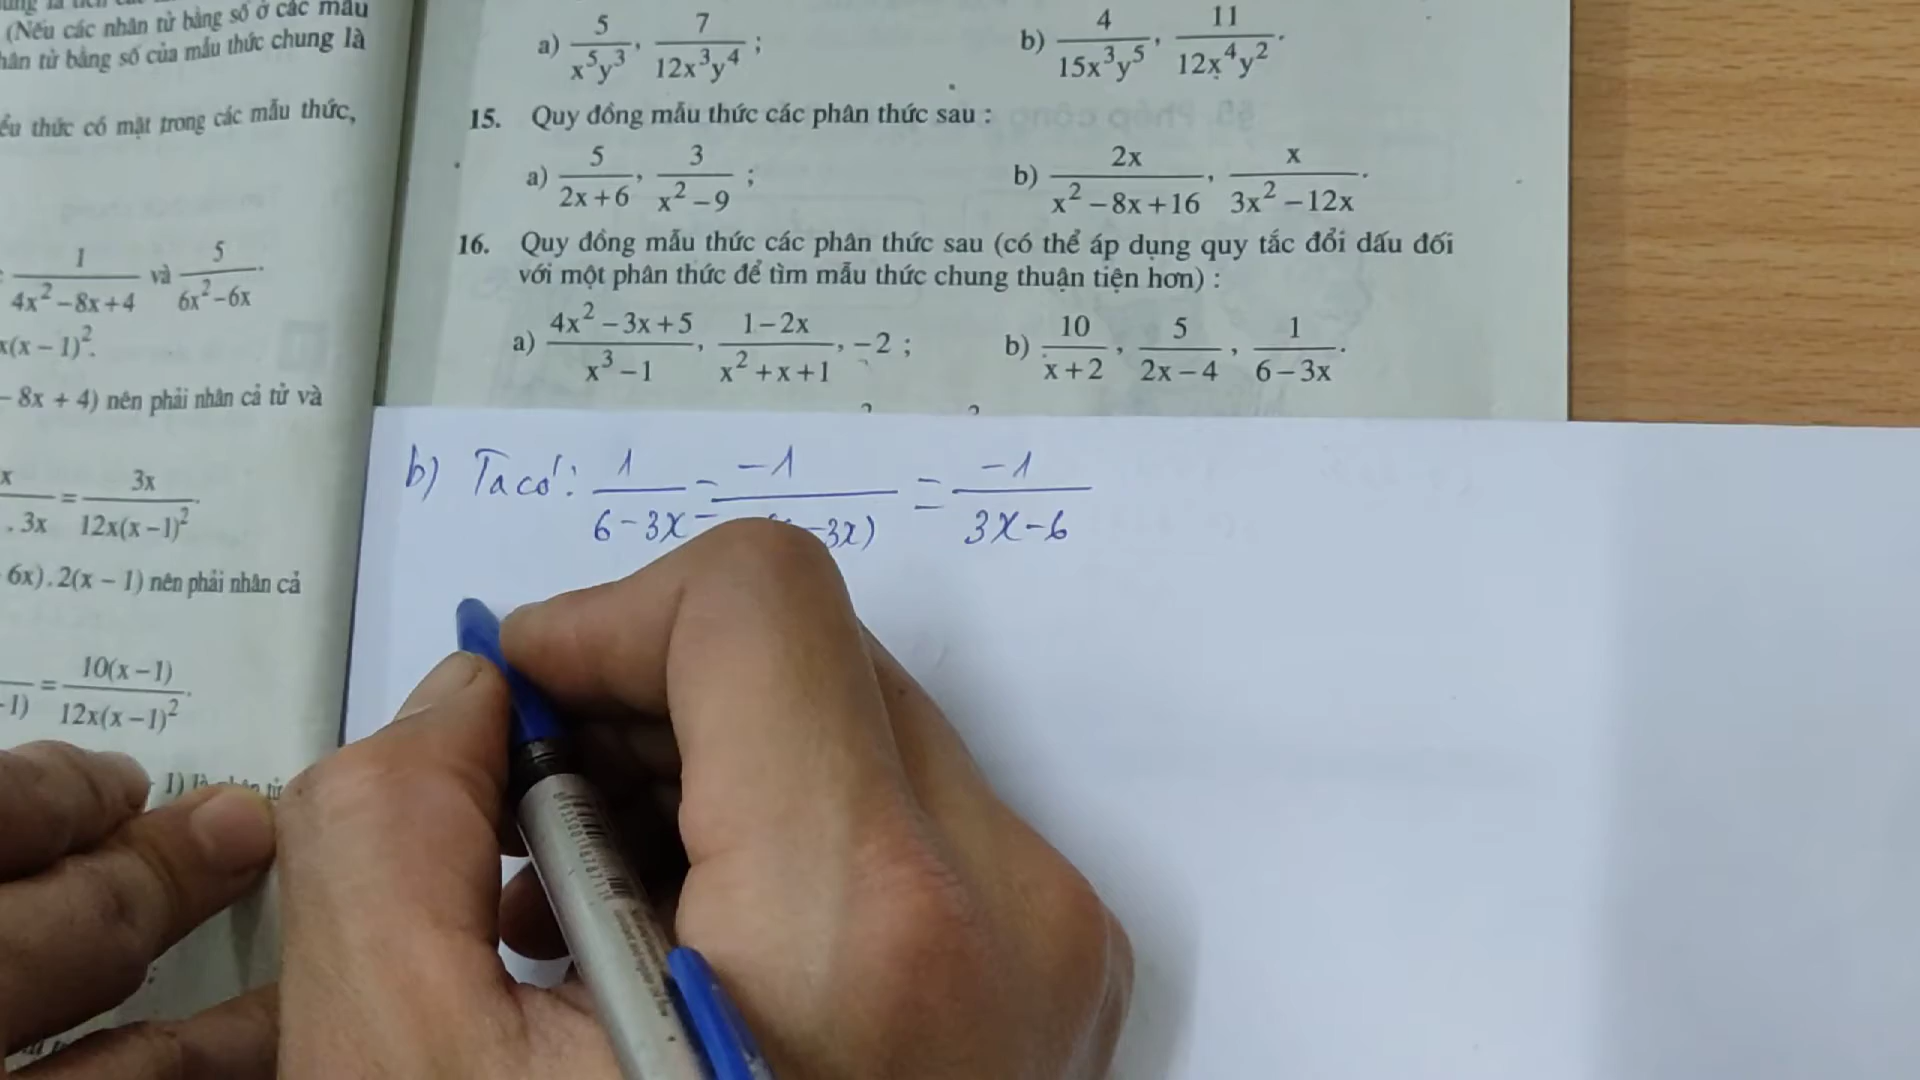 (Nếu các nhân tử bằng số ở các mẫu
nhân tử bằng số của mẫu thức chung là
thức có mặt trong các mẫu thức,
1/(4x² − 8x + 4) và 5/(6x² − 6x).
x(x − 1)².
− 8x + 4) nên phải nhân cả tử và
x/. 3x = 3x/(12x(x − 1)²)
6x) . 2(x − 1) nên phải nhân cả
−1) = 10(x − 1)/(12x(x − 1)²).
1) là
a) 5/(x⁵y³), 7/(12x³y⁴) ; b) 4/(15x³y⁵), 11/(12x⁴y²).
15. Quy đồng mẫu thức các phân thức sau :
a) 5/(2x + 6), 3/(x² − 9) ; b) 2x/(x² − 8x + 16), x/(3x² − 12x).
16. Quy đồng mẫu thức các phân thức sau (có thể áp dụng quy tắc đổi dấu đối
với một phân thức để tìm mẫu thức chung thuận tiện hơn) :
a) (4x² − 3x + 5)/(x³ − 1), (1 − 2x)/(x² + x + 1), −2 ; b) 10/(x + 2), 5/(2x − 4), 1/(6 − 3x).
b) Ta có: 1/(6 − 3x) = −1/( −3x) = −1/(3x − 6)